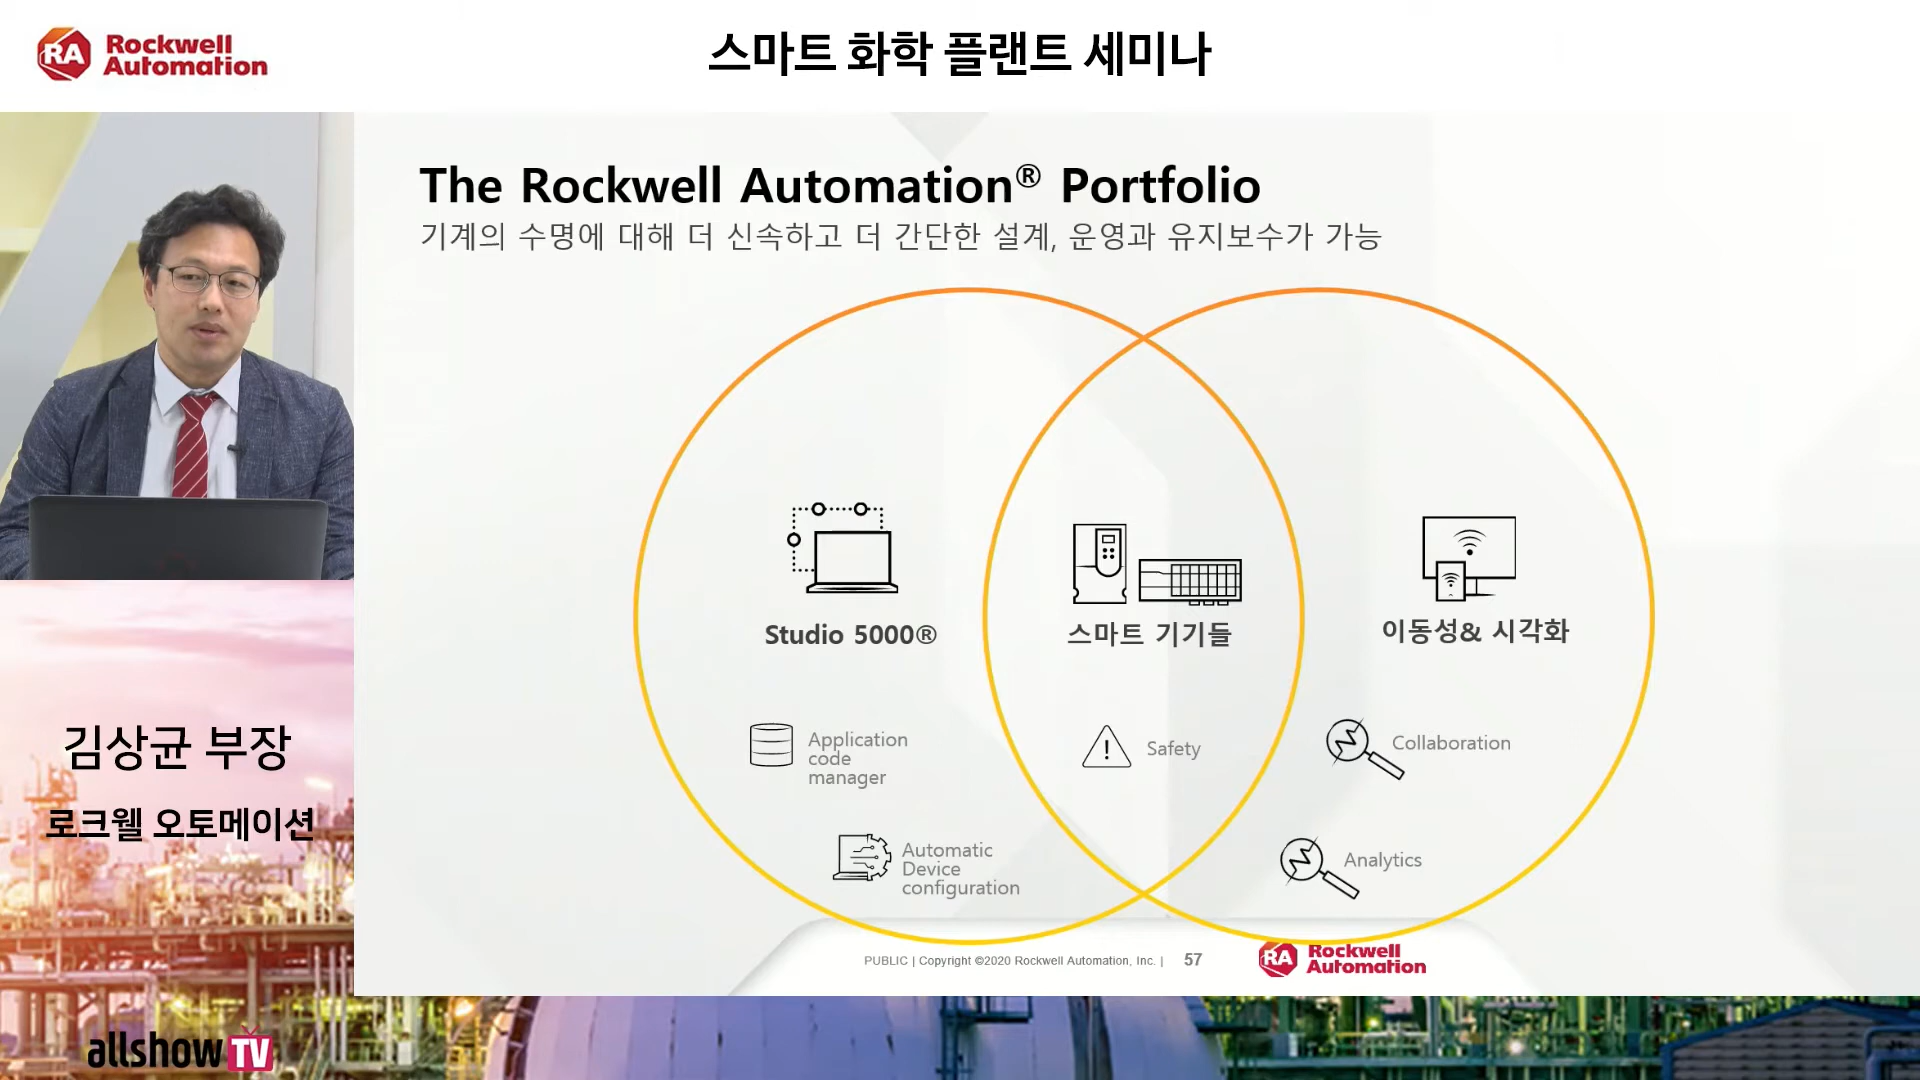 RA Rockwell
Automation
스마트 화학 플랜트 세미나
The Rockwell Automation® Portfolio
기계의 수명에 대해 더 신속하고 더 간단한 설계, 운영과 유지보수가 가능
Studio 5000®
스마트 기기들
이동성& 시각화
Application
code
manager
Safety
Collaboration
Automatic
Device
configuration
Analytics
김상균 부장
로크웰 오토메이션
PUBLIC | Copyright ©2020 Rockwell Automation, Inc. | 57
RA Rockwell
Automation
allshow TV